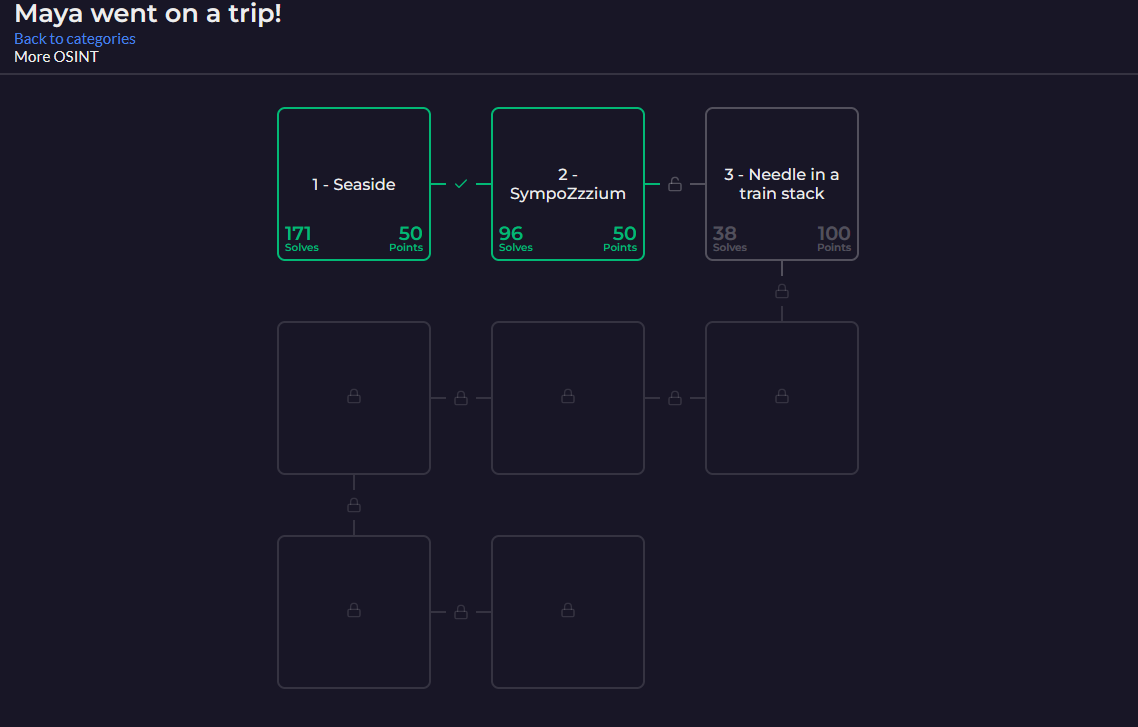 Maya went on a trip!
Back to categories
More OSINT
1 - Seaside
171
Solves
50
Points
2 -
SympoZzzium
96
Solves
50
Points
3 - Needle in a
train stack
38
Solves
100
Points